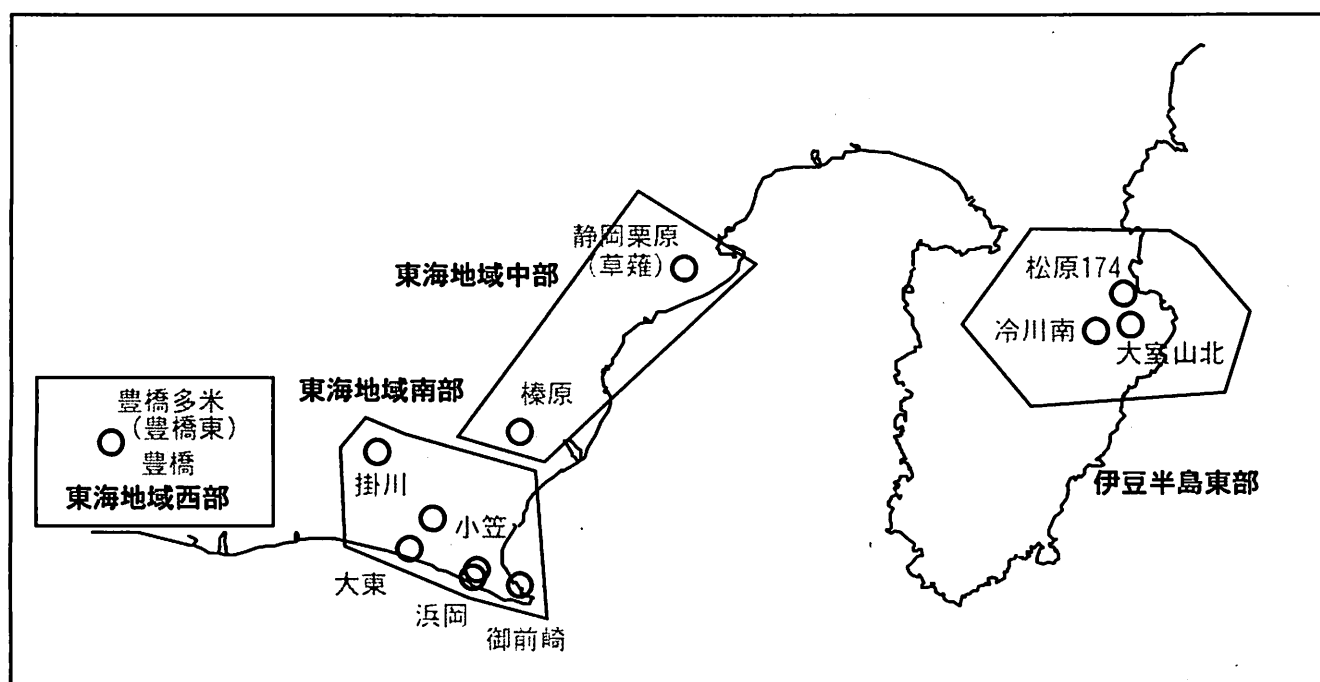 静岡栗原
(草薙)
東海地域中部
松原174
冷川南
大室山北
東海地域南部
榛原
豊橋多米
(豊橋東)
豊橋
東海地域西部
掛川
小笠
伊豆半島東部
大東
浜岡
御前崎